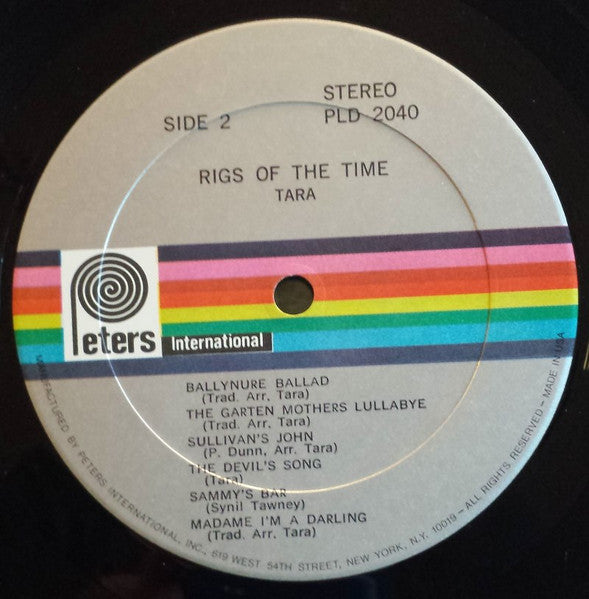 STEREO
SIDE 2 PLD 2040
RIGS OF THE TIME
TARA
Peters International
BALLYNURE BALLAD
(Trad. Arr. Tara)
THE GARTEN MOTHERS LULLABYE
(Trad. Arr. Tara)
SULLIVAN'S JOHN
(P. Dunn, Arr. Tara)
THE DEVIL'S SONG
(Tara)
SAMMY'S BAR
(Synil Tawney)
MADAME I'M A DARLING
(Trad. Arr. Tara)
MANUFACTURED BY PETERS INTERNATIONAL, INC., 619 WEST 54TH STREET, NEW YORK, N.Y. 10019 – ALL RIGHTS RESERVED – MADE IN USA